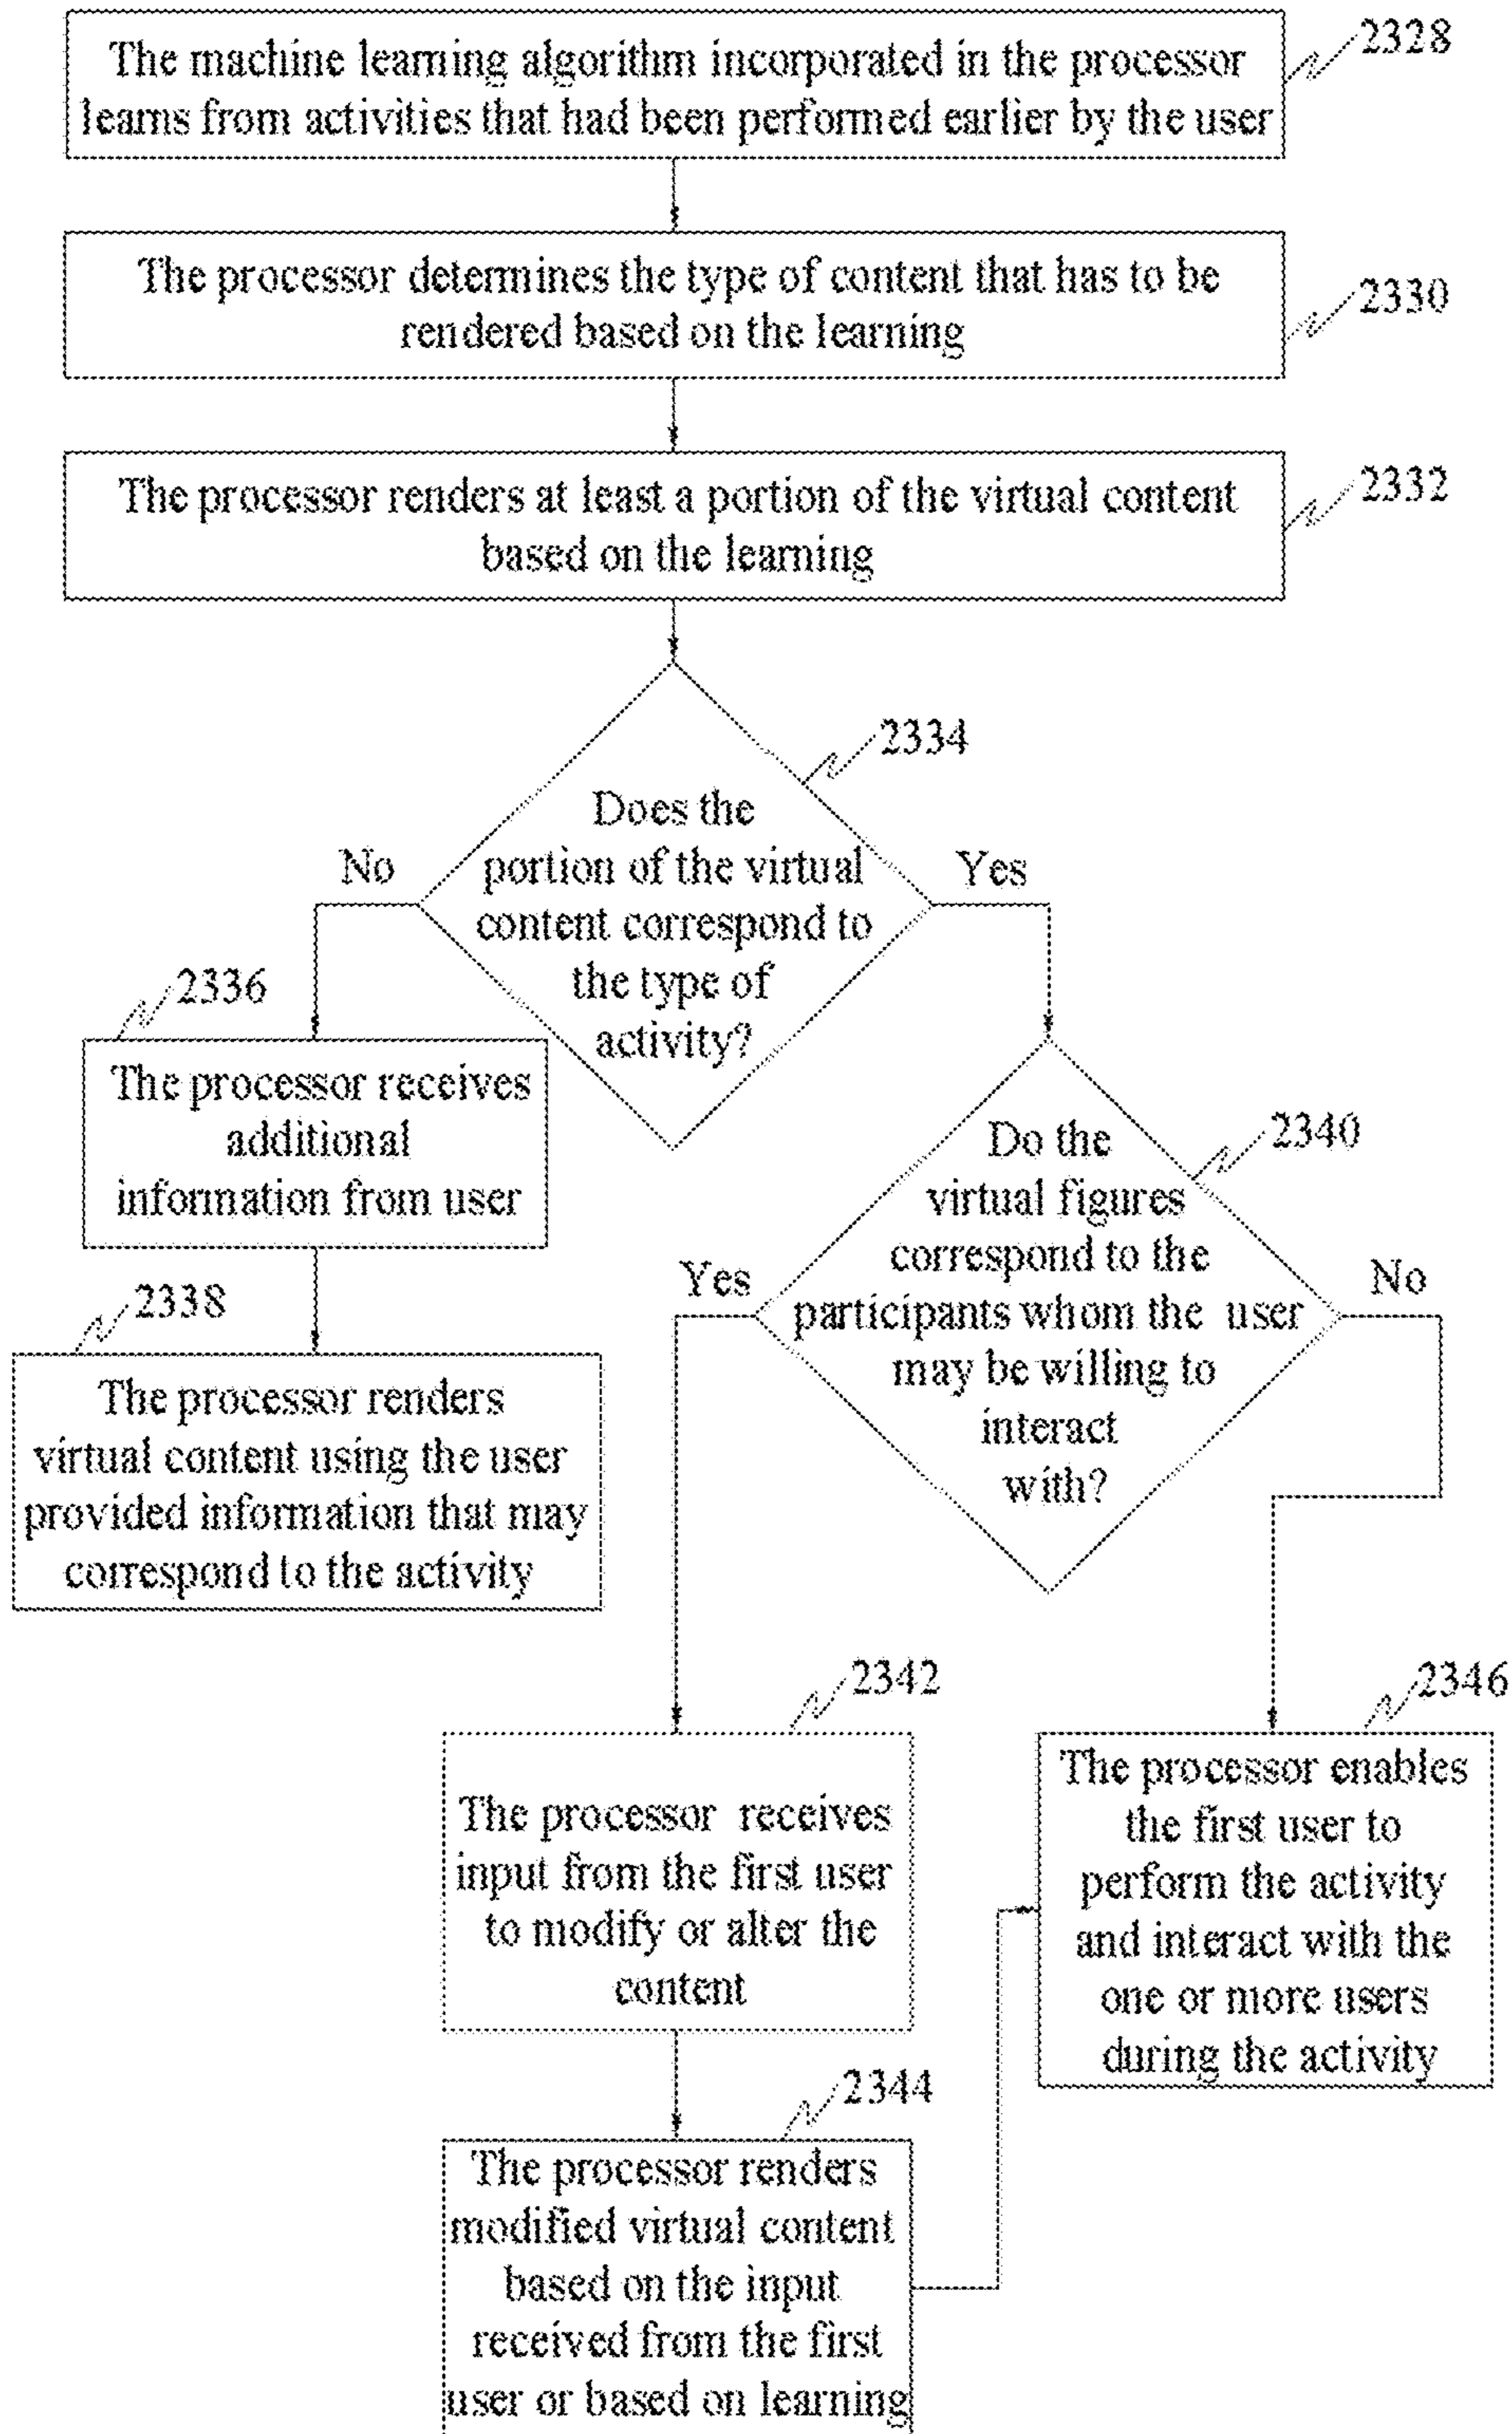 The machine learning algorithm incorporated in the processor
learns from activities that had been performed earlier by the user
2328
The processor determines the type of content that has to be
rendered based on the learning
2330
The processor renders at least a portion of the virtual content
based on the learning
2332
2334
Does the
portion of the virtual
content correspond to
the type of
activity?
No
Yes
2336
The processor receives
additional
information from user
2338
The processor renders
virtual content using the user
provided information that may
correspond to the activity
2340
Do the
virtual figures
correspond to the
participants whom the user
may be willing to
interact
with?
Yes
No
2342
The processor receives
input from the first user
to modify or alter the
content
2346
The processor enables
the first user to
perform the activity
and interact with the
one or more users
during the activity
2344
The processor renders
modified virtual content
based on the input
received from the first
user or based on learning